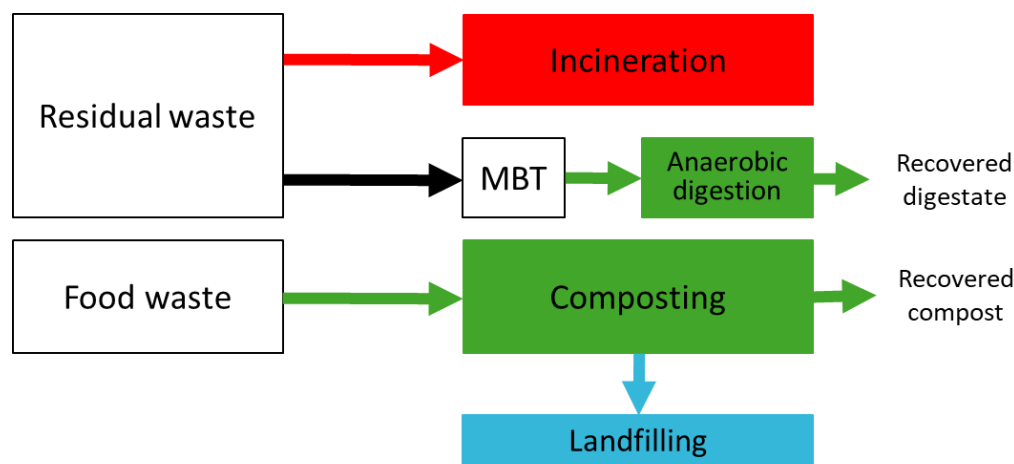 Residual waste
Incineration
MBT
Anaerobic
digestion
Recovered
digestate
Food waste
Composting
Recovered
compost
Landfilling